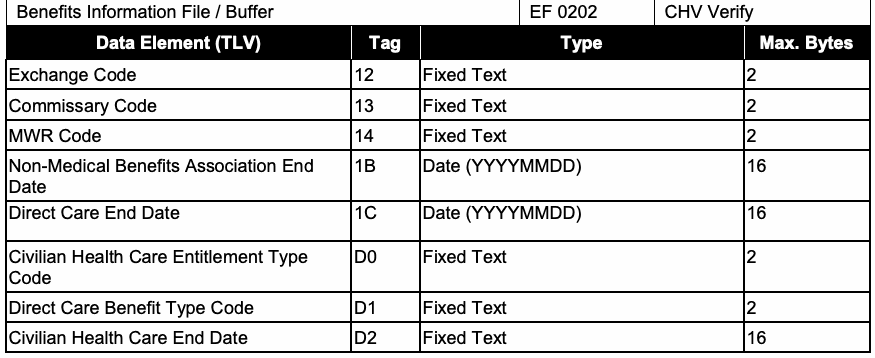 Benefits Information File / Buffer EF 0202 CHV Verify
Data Element (TLV) Tag Type Max. Bytes
Exchange Code 12 Fixed Text 2
Commissary Code 13 Fixed Text 2
MWR Code 14 Fixed Text 2
Non-Medical Benefits Association End 1B Date (YYYYMMDD) 16
Date
Direct Care End Date 1C Date (YYYYMMDD) 16
Civilian Health Care Entitlement Type D0 Fixed Text 2
Code
Direct Care Benefit Type Code D1 Fixed Text 2
Civilian Health Care End Date D2 Fixed Text 16